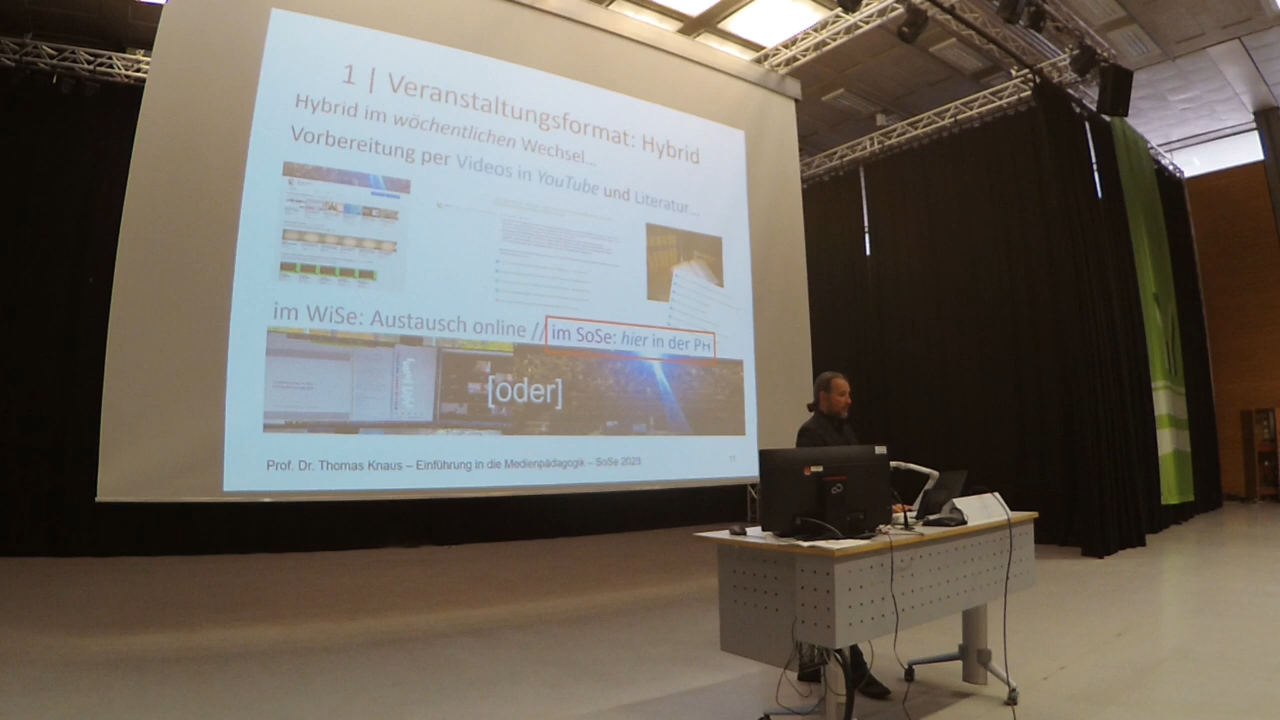 1 | Veranstaltungsformat: Hybrid
Hybrid im wöchentlichen Wechsel...
Vorbereitung per Videos in YouTube und Literatur...
im WiSe: Austausch online // im SoSe: hier in der PH
[oder]
Prof. Dr. Thomas Knaus – Einführung in die Medienpädagogik – SoSe 2023